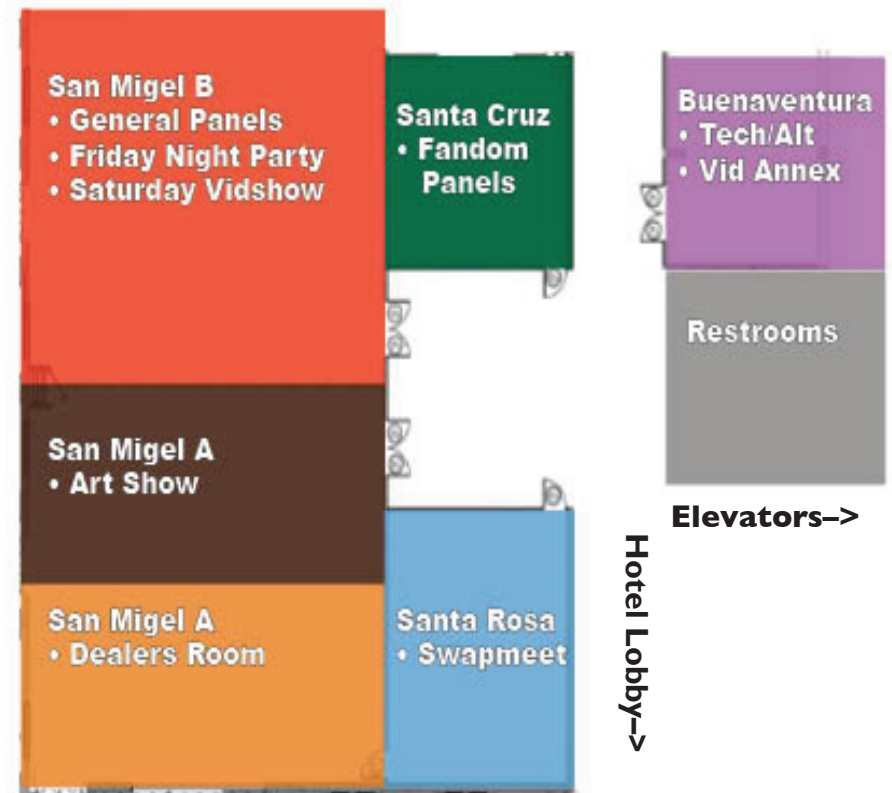 San Migel B
• General Panels
• Friday Night Party
• Saturday Vidshow
Santa Cruz
• Fandom
Panels
Buenaventura
• Tech/Alt
• Vid Annex
Restrooms
San Migel A
• Art Show
Elevators–>
Hotel Lobby–>
San Migel A
• Dealers Room
Santa Rosa
• Swapmeet